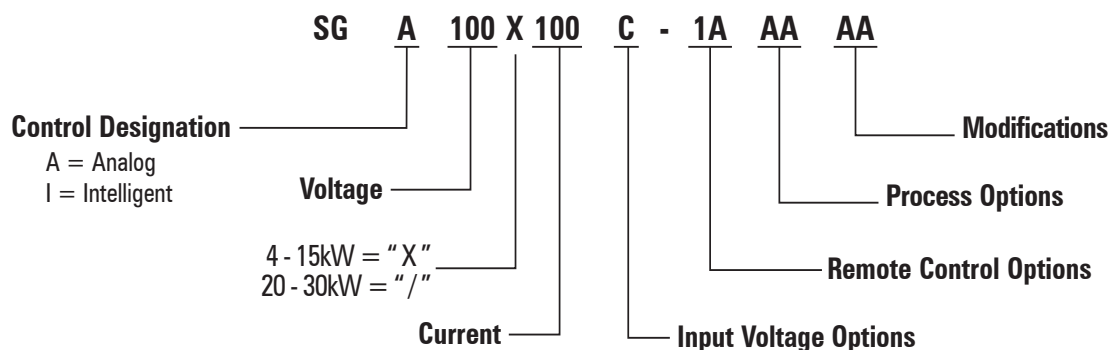 SG A 100 X 100 C - 1A AA AA
Control Designation
A = Analog
I = Intelligent
Voltage
4 - 15kW = “X”
20 - 30kW = “/”
Current
Input Voltage Options
Remote Control Options
Process Options
Modifications